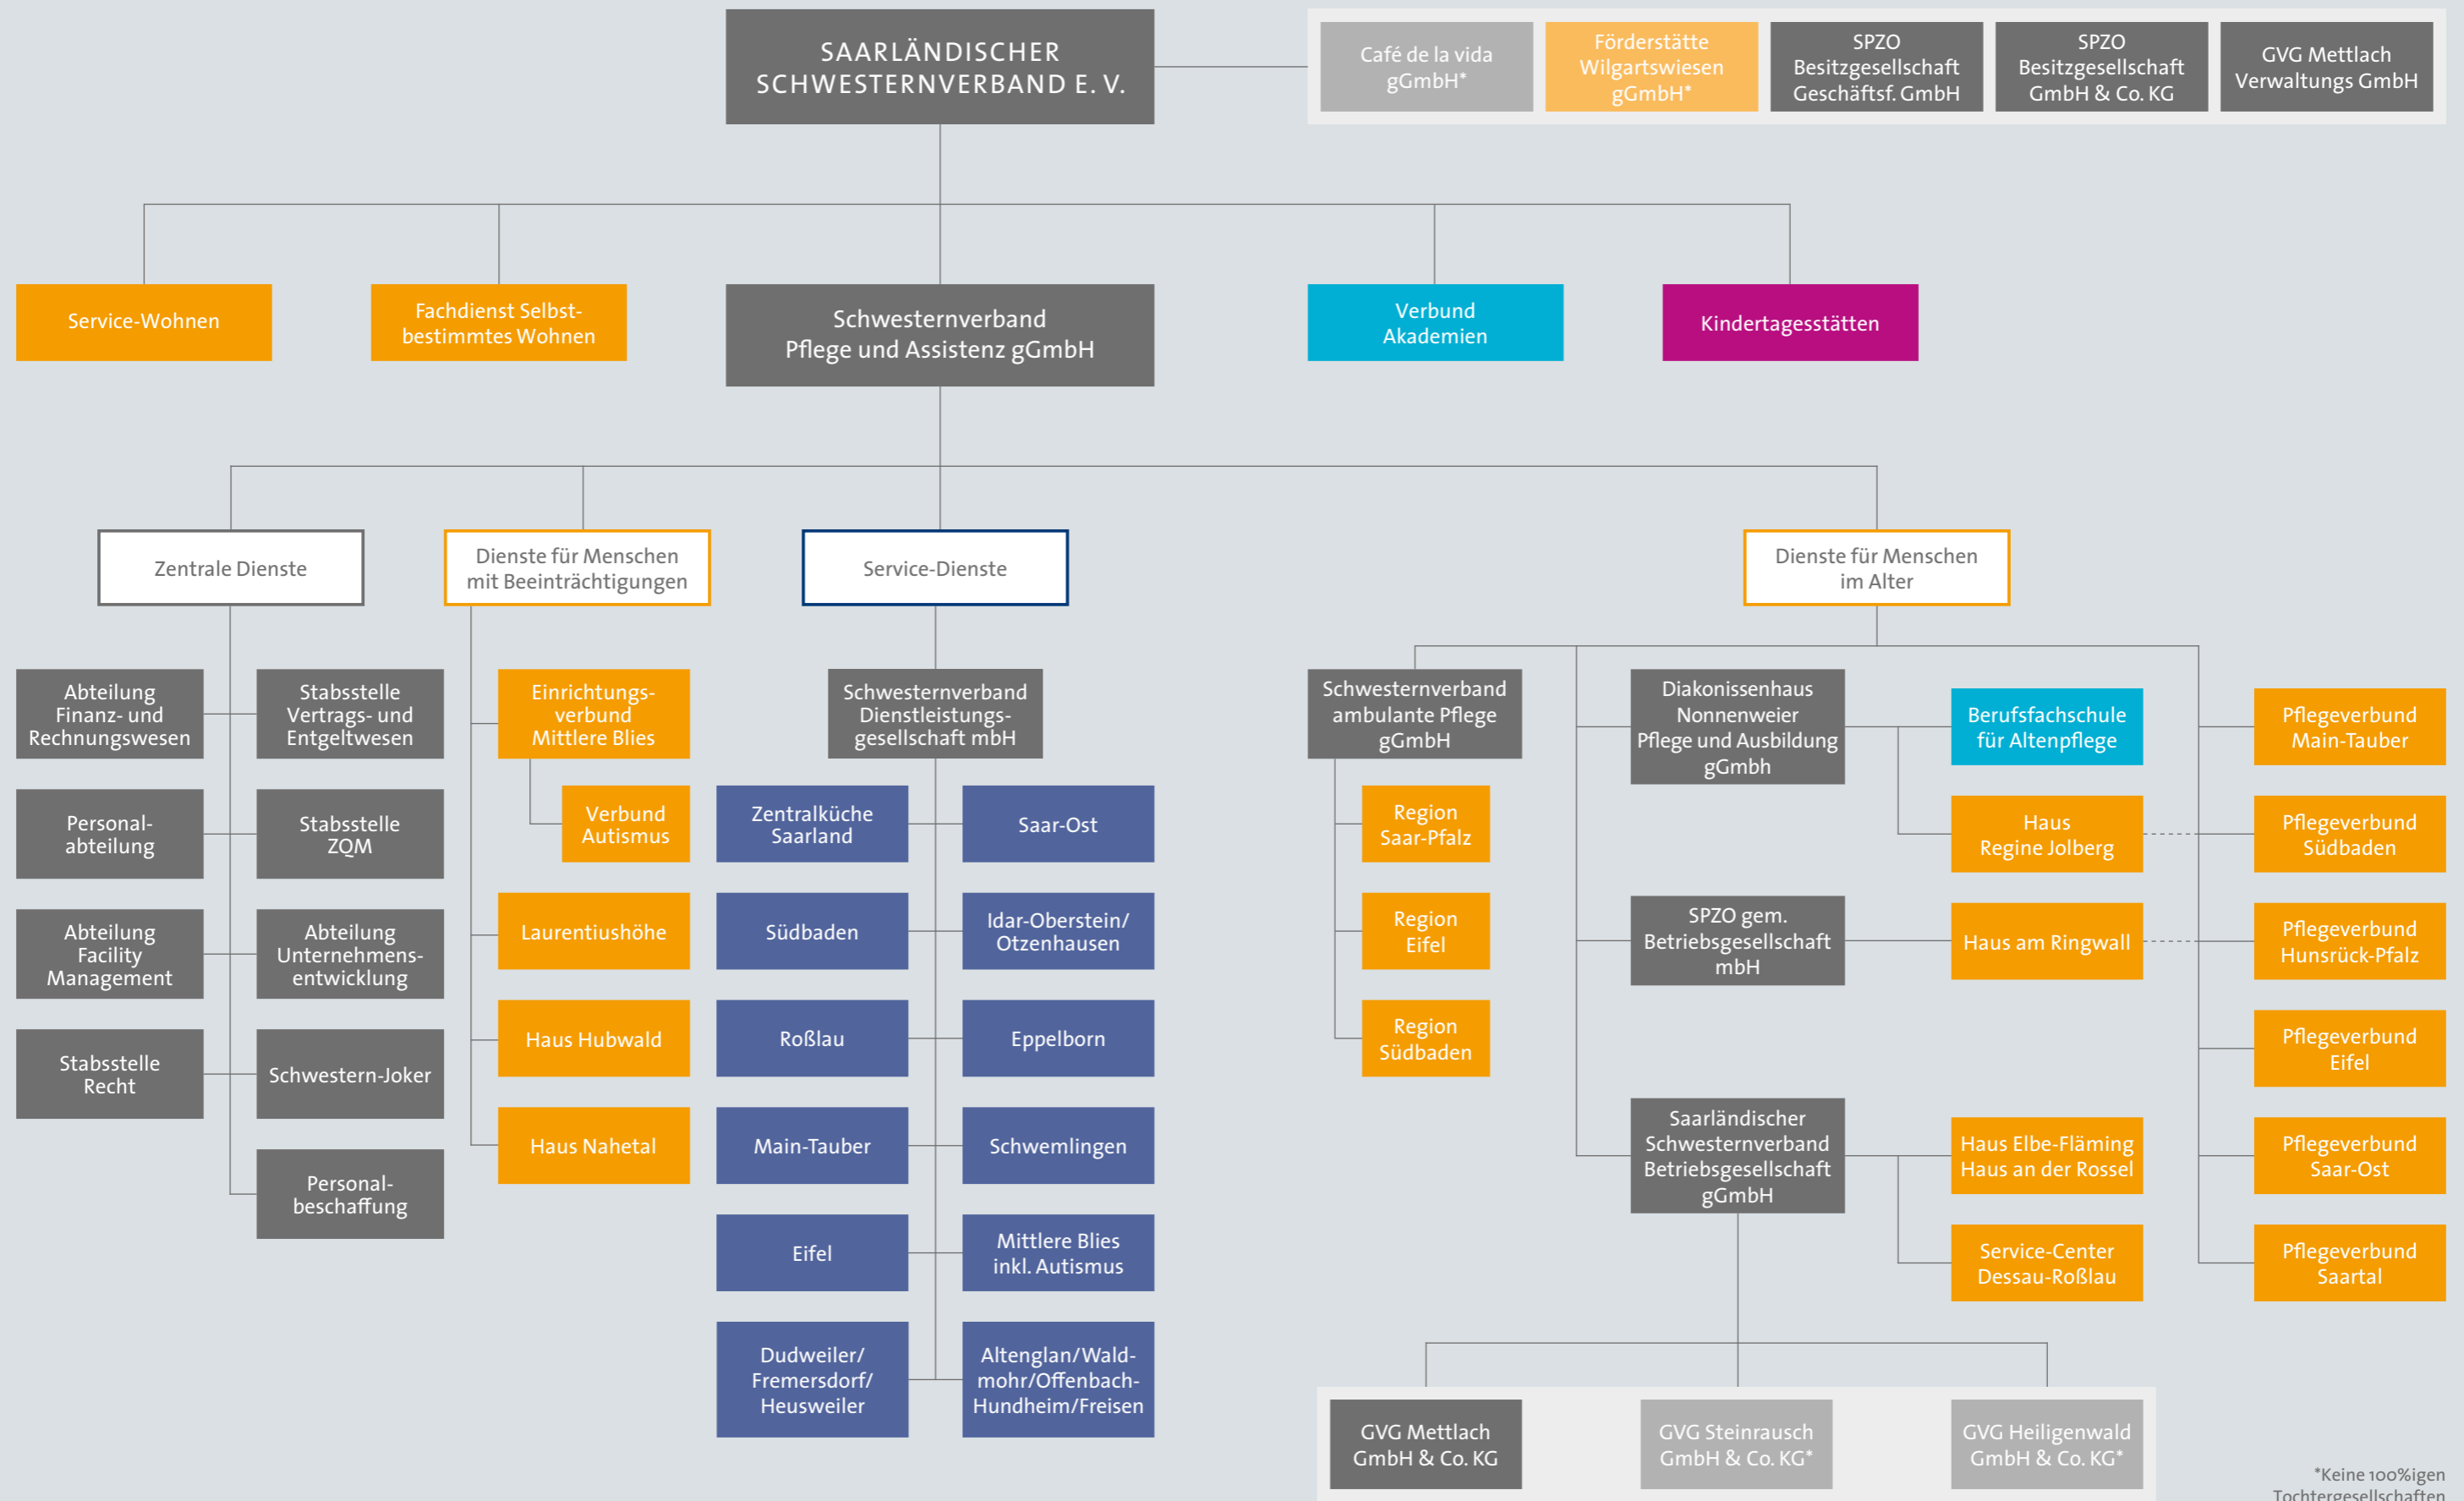 SAARLÄNDISCHER
SCHWESTERNVERBAND E. V.
Café de la vida
gGmbH*
Förderstätte
Wilgartswiesen
gGmbH*
SPZO
Besitzgesellschaft
Geschäftsf. GmbH
SPZO
Besitzgesellschaft
GmbH & Co. KG
GVG Mettlach
Verwaltungs GmbH
Service-Wohnen
Fachdienst Selbst-
bestimmtes Wohnen
Schwesternverband
Pflege und Assistenz gGmbH
Verbund
Akademien
Kindertagesstätten
Zentrale Dienste
Dienste für Menschen
mit Beeinträchtigungen
Service-Dienste
Dienste für Menschen
im Alter
Abteilung
Finanz- und
Rechnungswesen
Stabsstelle
Vertrags- und
Entgeltwesen
Personal-
abteilung
Stabsstelle
ZQM
Abteilung
Facility
Management
Abteilung
Unternehmens-
entwicklung
Stabsstelle
Recht
Schwestern-Joker
Personal-
beschaffung
Einrichtungs-
verbund
Mittlere Blies
Verbund
Autismus
Laurentiushöhe
Haus Hubwald
Haus Nahetal
Schwesternverband
Dienstleistungs-
gesellschaft mbH
Zentralküche
Saarland
Saar-Ost
Südbaden
Idar-Oberstein/
Otzenhausen
Roßlau
Eppelborn
Main-Tauber
Schwemlingen
Eifel
Mittlere Blies
inkl. Autismus
Dudweiler/
Fremersdorf/
Heusweiler
Altenglan/Wald-
mohr/Offenbach-
Hundheim/Freisen
Schwesternverband
ambulante Pflege
gGmbH
Region
Saar-Pfalz
Region
Eifel
Region
Südbaden
Diakonissenhaus
Nonnenweier
Pflege und Ausbildung
gGmbh
Berufsfachschule
für Altenpflege
Haus
Regine Jolberg
SPZO gem.
Betriebsgesellschaft
mbH
Haus am Ringwall
Saarländischer
Schwesternverband
Betriebsgesellschaft
gGmbH
Haus Elbe-Fläming
Haus an der Rossel
Service-Center
Dessau-Roßlau
Pflegeverbund
Main-Tauber
Pflegeverbund
Südbaden
Pflegeverbund
Hunsrück-Pfalz
Pflegeverbund
Eifel
Pflegeverbund
Saar-Ost
Pflegeverbund
Saartal
GVG Mettlach
GmbH & Co. KG
GVG Steinrausch
GmbH & Co. KG*
GVG Heiligenwald
GmbH & Co. KG*
*Keine 100%igen
Tochtergesellschaften